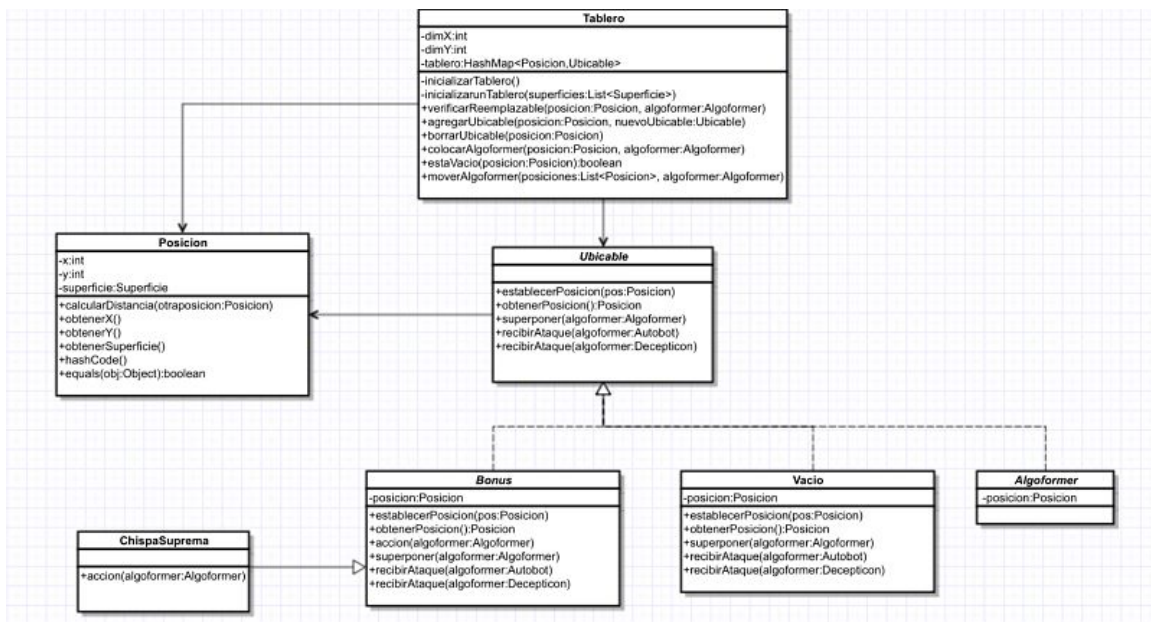 Tablero
-dimX:int
-dimY:int
-tablero:HashMap<Posicion,Ubicable>
-inicializarTablero()
-inicializarunTablero(superficies:List<Superficie>)
+verificarReemplazable(posicion:Posicion, algoformer:Algoformer)
+agregarUbicable(posicion:Posicion, nuevoUbicable:Ubicable)
+borrarUbicable(posicion:Posicion)
+colocarAlgoformer(posicion:Posicion, algoformer:Algoformer)
+estaVacio(posicion:Posicion):boolean
+moverAlgoformer(posiciones:List<Posicion>, algoformer:Algoformer)
Posicion
-x:int
-y:int
-superficie:Superficie
+calcularDistancia(otraposicion:Posicion)
+obtenerX()
+obtenerY()
+obtenerSuperficie()
+hashCode()
+equals(obj:Object):boolean
Ubicable
+establecerPosicion(pos:Posicion)
+obtenerPosicion():Posicion
+superponer(algoformer:Algoformer)
+recibirAtaque(algoformer:Autobot)
+recibirAtaque(algoformer:Decepticon)
Bonus
-posicion:Posicion
+establecerPosicion(pos:Posicion)
+obtenerPosicion():Posicion
+accion(algoformer:Algoformer)
+superponer(algoformer:Algoformer)
+recibirAtaque(algoformer:Autobot)
+recibirAtaque(algoformer:Decepticon)
Vacio
-posicion:Posicion
+establecerPosicion(pos:Posicion)
+obtenerPosicion():Posicion
+superponer(algoformer:Algoformer)
+recibirAtaque(algoformer:Autobot)
+recibirAtaque(algoformer:Decepticon)
Algoformer
-posicion:Posicion
ChispaSuprema
+accion(algoformer:Algoformer)